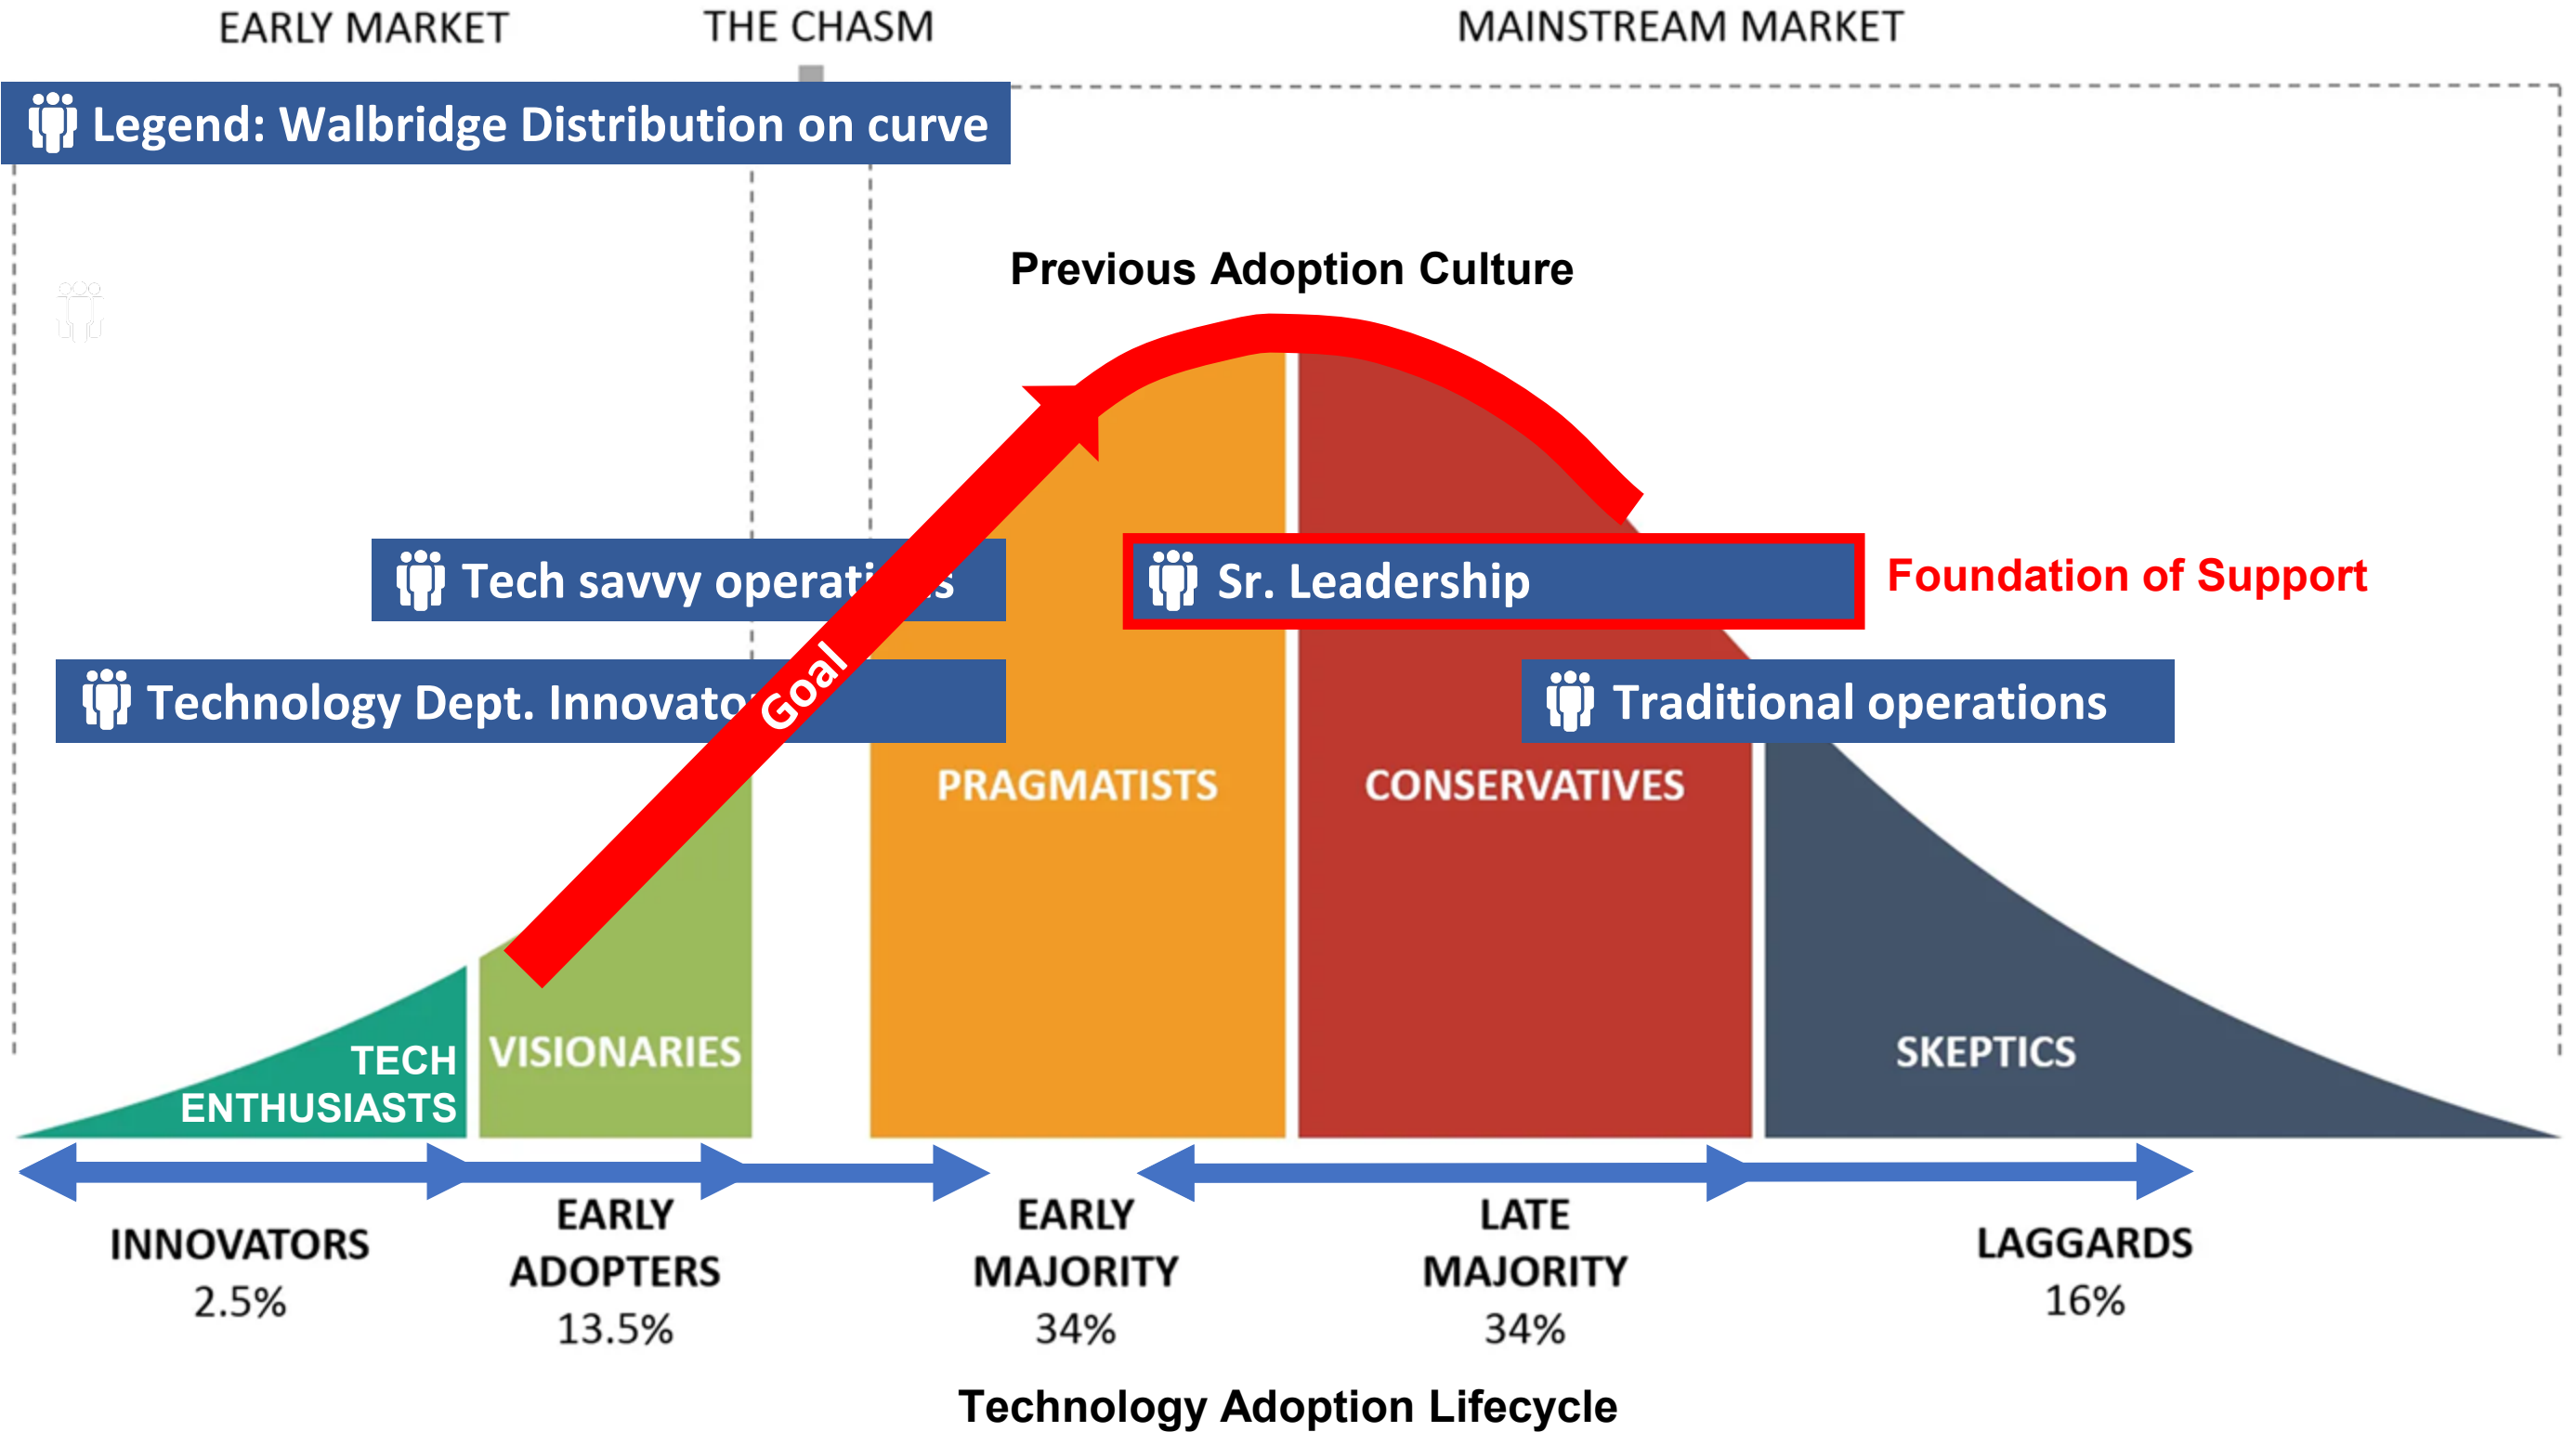 EARLY MARKET
THE CHASM
MAINSTREAM MARKET
Legend: Walbridge Distribution on curve
Previous Adoption Culture
Tech savvy operations
Sr. Leadership
Foundation of Support
Goal
Technology Dept. Innovato
Traditional operations
PRAGMATISTS
CONSERVATIVES
TECH
ENTHUSIASTS
VISIONARIES
SKEPTICS
INNOVATORS
2.5%
EARLY
ADOPTERS
13.5%
EARLY
MAJORITY
34%
LATE
MAJORITY
34%
LAGGARDS
16%
Technology Adoption Lifecycle